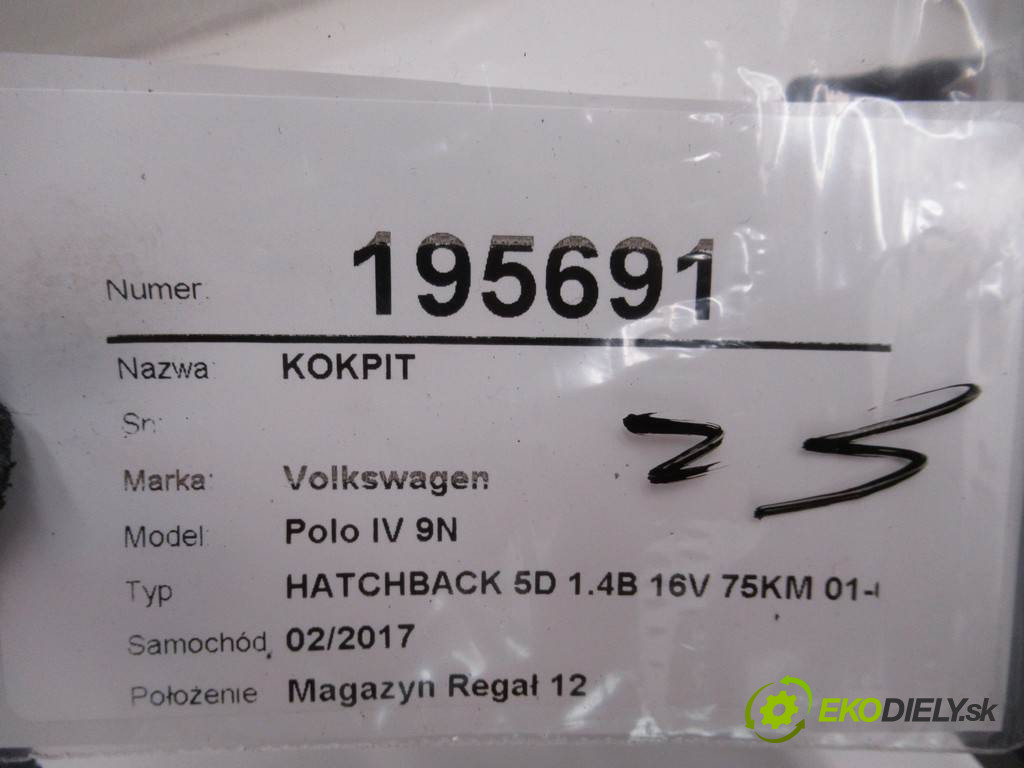 Numer: 195691
Nazwa: KOKPIT
Sn:
Marka: Volkswagen
Model: Polo IV 9N
Typ HATCHBACK 5D 1.4B 16V 75KM 01-
Samochód 02/2017
Położenie Magazyn Regał 12
EKODIELY.sk